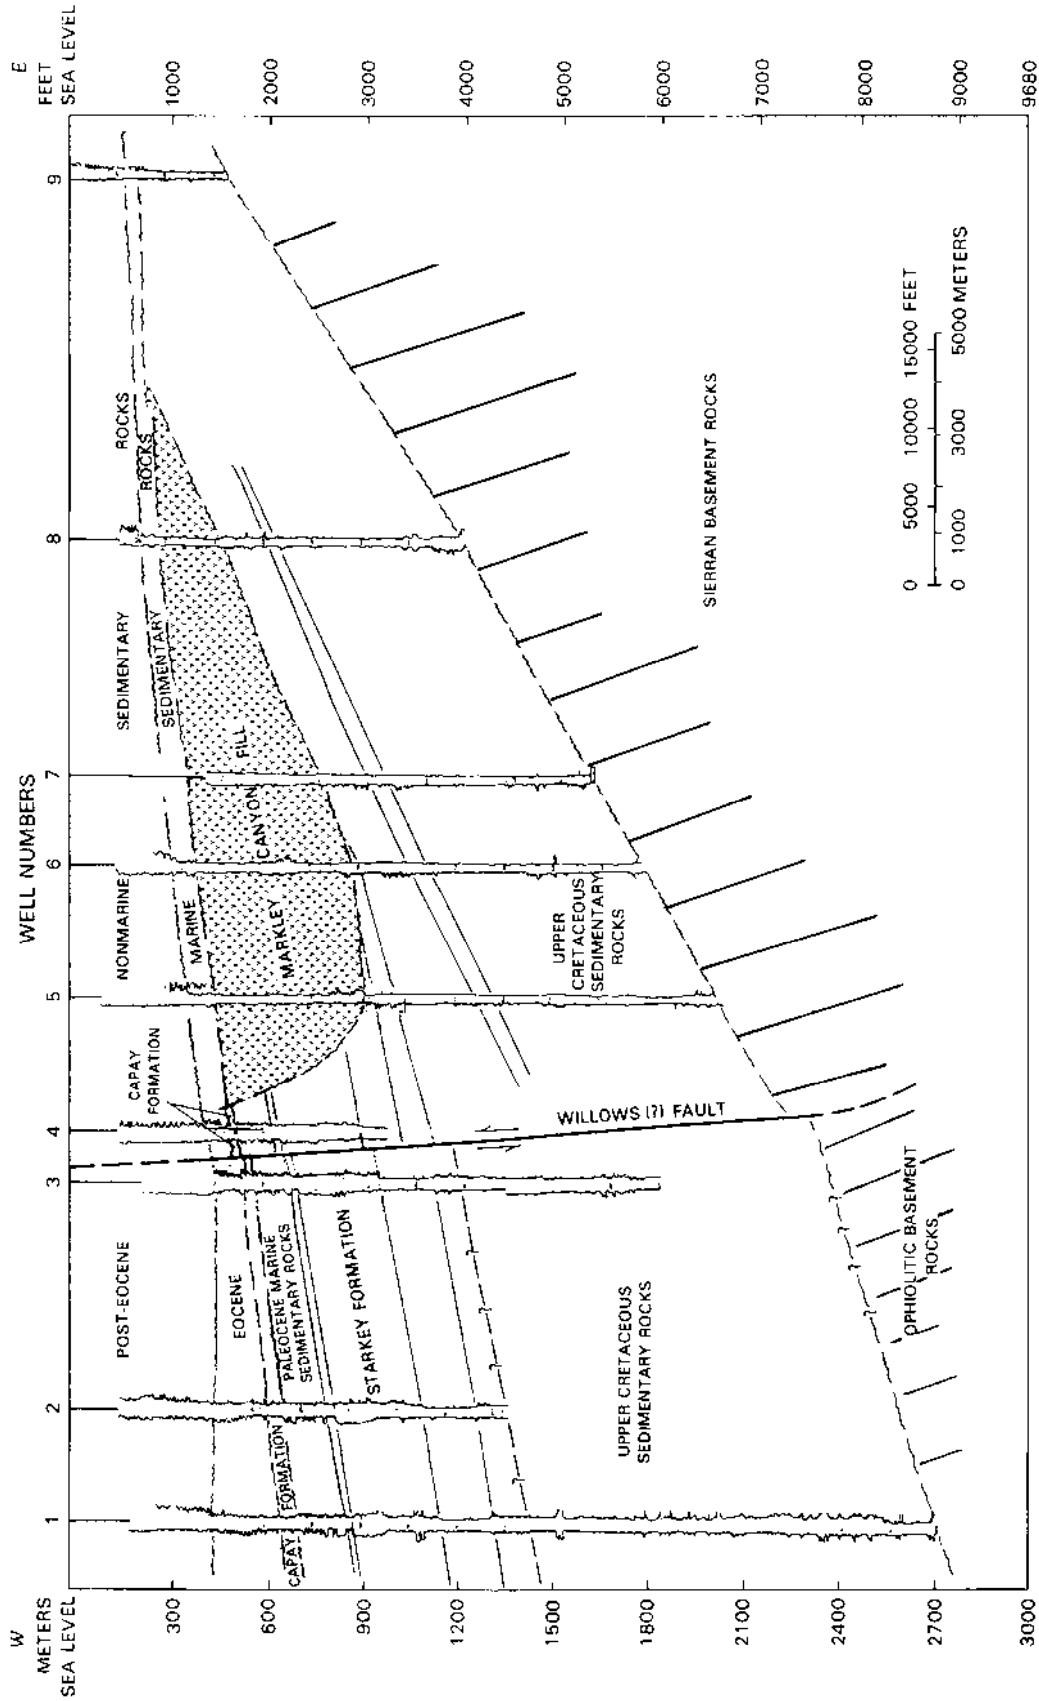 WELL NUMBERS
W
METERS
SEA LEVEL
E
FEET
SEA LEVEL
1
2
3
4
5
6
7
8
9
300
600
900
1200
1500
1800
2100
2400
2700
3000
1000
2000
3000
4000
5000
6000
7000
8000
9000
9680
POST-EOCENE
NONMARINE
SEDIMENTARY
ROCKS
EOCENE
MARINE
SEDIMENTARY
ROCKS
CAPAY
FORMATION
CAPAY
FORMATION
PALEOCENE MARINE
SEDIMENTARY ROCKS
STARKEY FORMATION
MARKLEY
CANYON
FILL
UPPER
CRETACEOUS
SEDIMENTARY
ROCKS
UPPER CRETACEOUS
SEDIMENTARY ROCKS
WILLOWS (?) FAULT
?
?
?
?
?
?
?
?
SIERRAN BASEMENT ROCKS
OPHIOLITIC BASEMENT
ROCKS
0 5000 10000 15000 FEET
0 1000 3000 5000 METERS